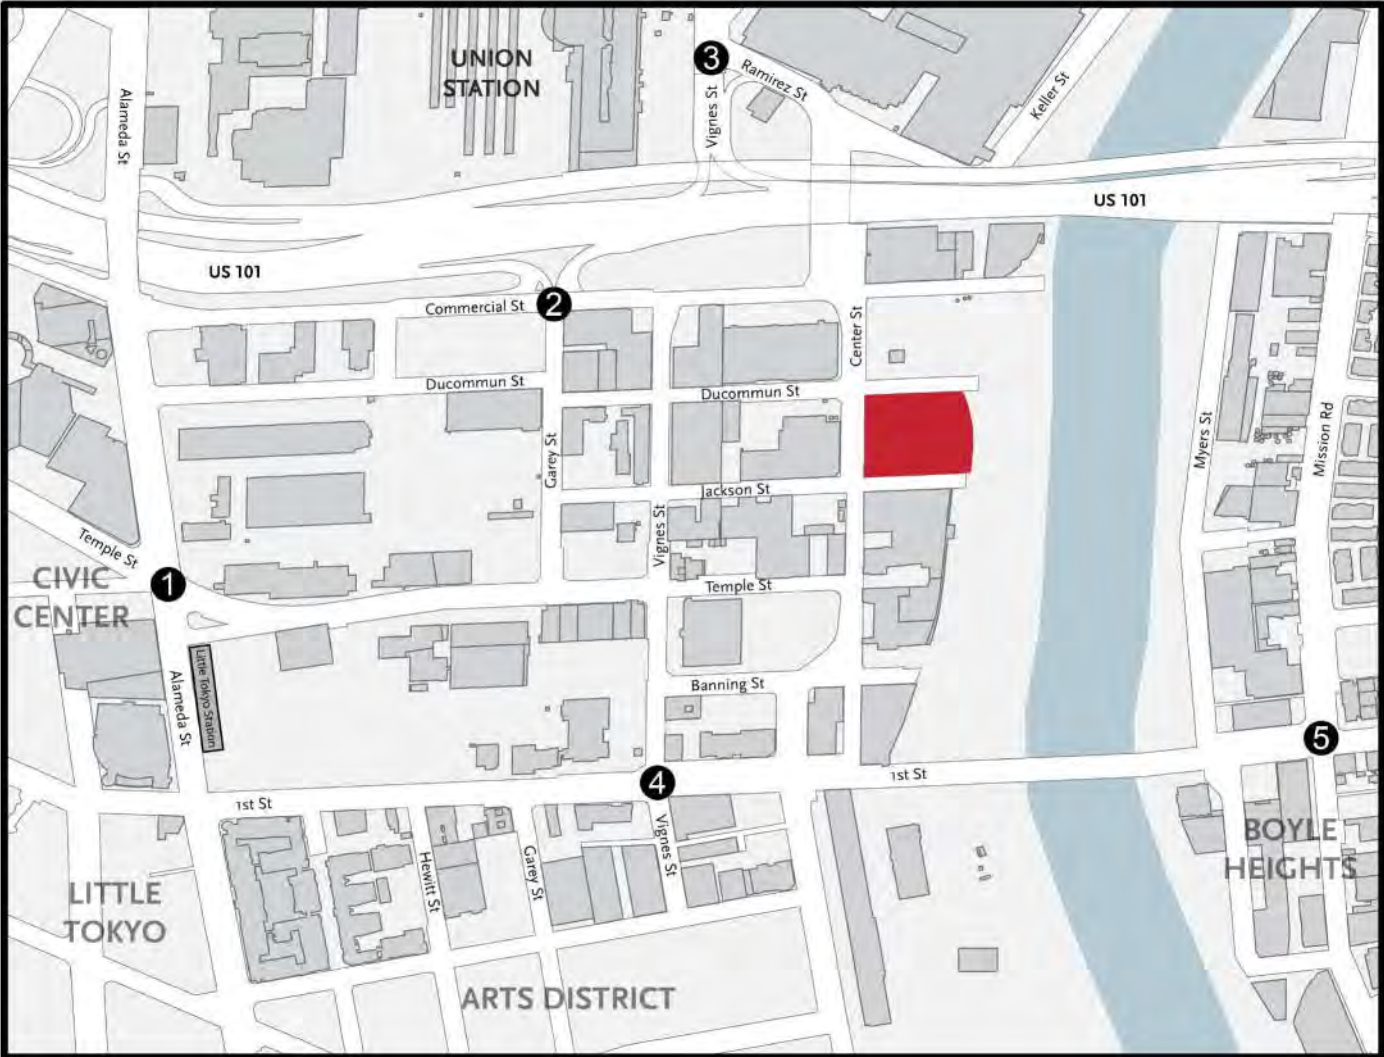 UNION
STATION
3
Ramirez St
Keller St
Alameda St
Vignes St
US 101
US 101
Commercial St
2
Center St
Ducommun St
Ducommun St
Mission Rd
Myers St
Garey St
Jackson St
Vignes St
Temple St
CIVIC
CENTER
1
Temple St
Little Tokyo Station
Alameda St
Banning St
5
4
1st St
1st St
Vignes St
BOYLE
HEIGHTS
Hewitt St
Garey St
LITTLE
TOKYO
ARTS DISTRICT